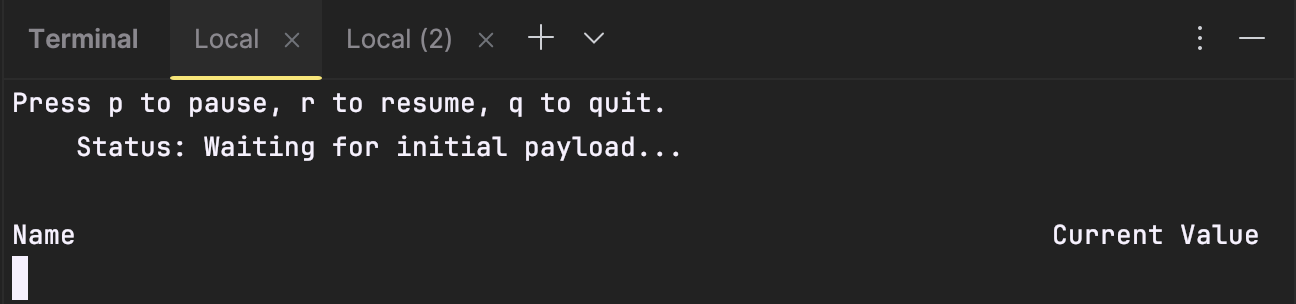 Terminal Local Local (2)
Press p to pause, r to resume, q to quit.
Status: Waiting for initial payload...
Name Current Value